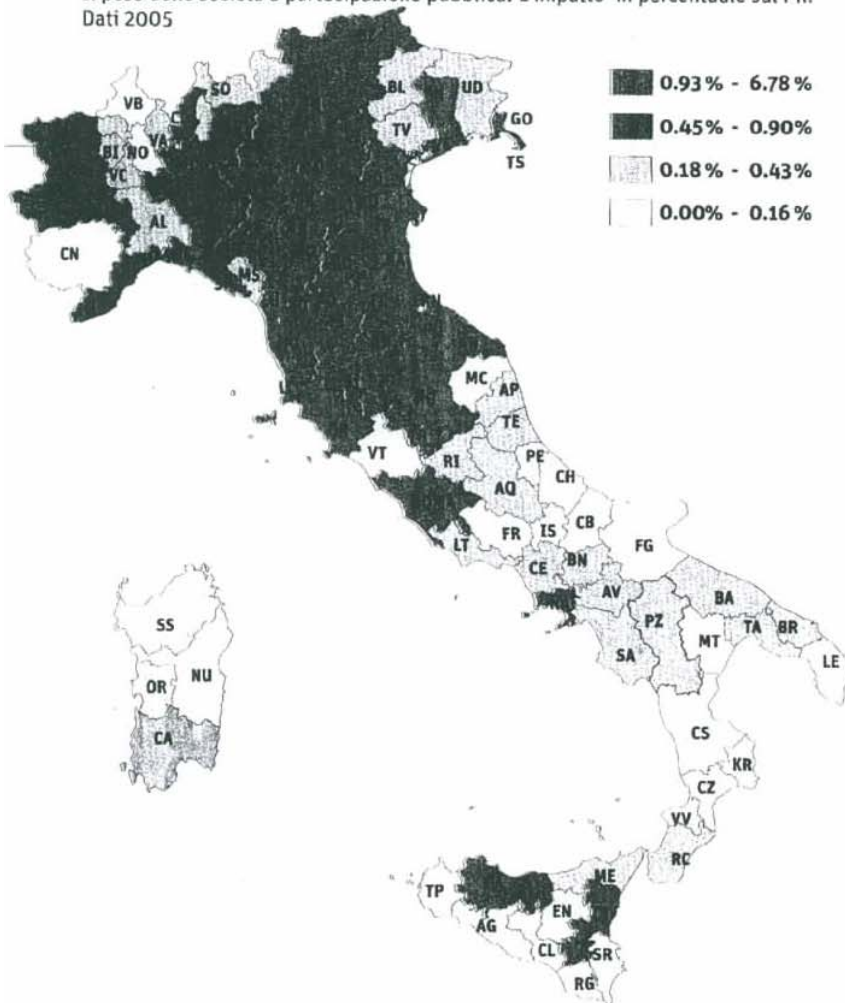 Dati 2005
0.93% - 6.78%
0.45% - 0.90%
0.18% - 0.43%
0.00% - 0.16%
SO
BL
UD
VB
GO
TV
VA
BI
NO
TS
VC
AL
CN
MS
MC
AP
TE
VT
RI
PE
CH
AQ
CB
FR
IS
FG
LT
CE
BN
AV
BA
PZ
TA
BR
SS
MT
SA
LE
NU
OR
CA
CS
KR
CZ
VV
RC
ME
TP
EN
AG
CL
SR
RG